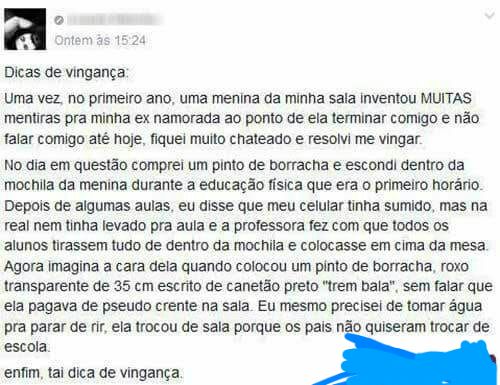 Ontem às 15:24
Dicas de vingança:
Uma vez, no primeiro ano, uma menina da minha sala inventou MUITAS
mentiras pra minha ex namorada ao ponto de ela terminar comigo e não
falar comigo até hoje, fiquei muito chateado e resolvi me vingar.
No dia em questão comprei um pinto de borracha e escondi dentro da
mochila da menina durante a educação física que era o primeiro horário.
Depois de algumas aulas, eu disse que meu celular tinha sumido, mas na
real nem tinha levado pra aula e a professora fez com que todos os
alunos tirassem tudo de dentro da mochila e colocasse em cima da mesa.
Agora imagina a cara dela quando colocou um pinto de borracha, roxo
transparente de 35 cm escrito de canetão preto "trem bala", sem falar que
ela pagava de pseudo crente na sala. Eu mesmo precisei de tomar água
pra parar de rir, ela trocou de sala porque os pais não quiseram trocar de
escola.
enfim, tai dica de vingança.